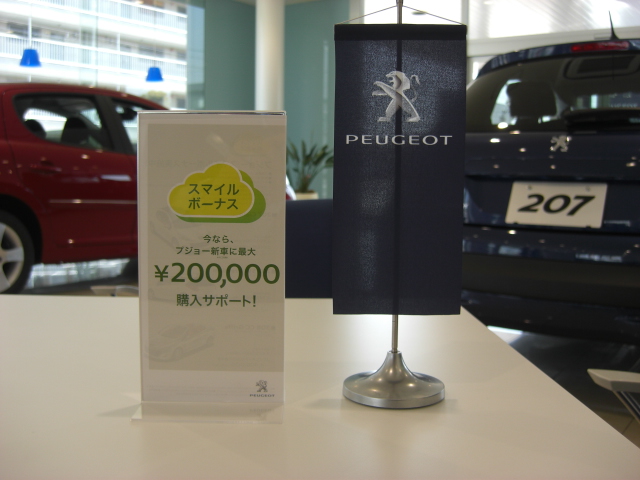 スマイル
ボーナス
今なら、
プジョー新車に最大
¥200,000
購入サポート!
PEUGEOT
PEUGEOT
207